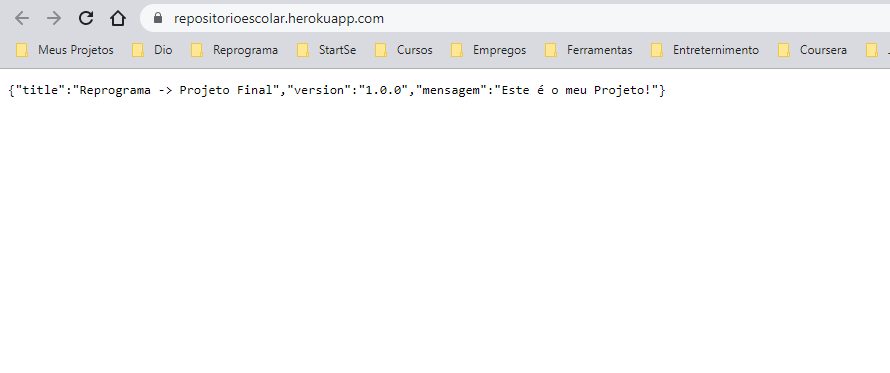 repositorioescolar.herokuapp.com
Meus Projetos Dio Reprograma StartSe Cursos Empregos Ferramentas Entreternimento Coursera
{"title":"Reprograma -> Projeto Final","version":"1.0.0","mensagem":"Este é o meu Projeto!"}